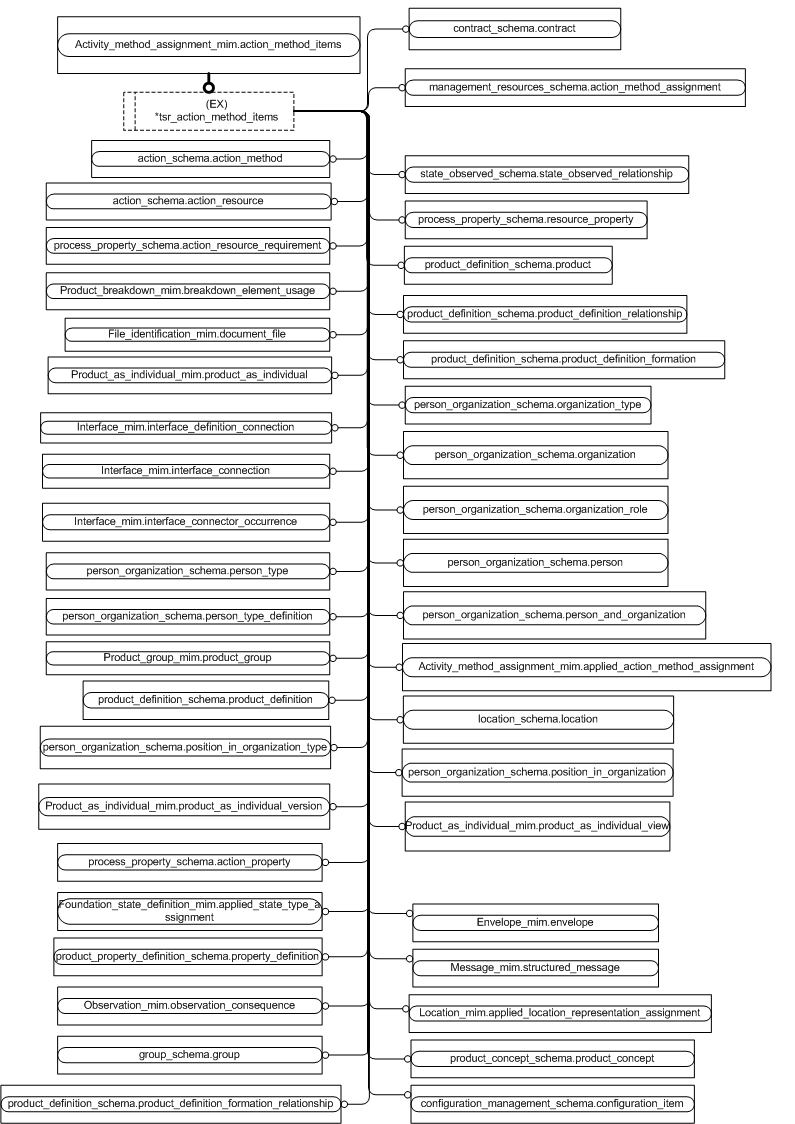 Activity_method_assignment_mim.action_method_items
(EX)
*tsr_action_method_items
action_schema.action_method
action_schema.action_resource
process_property_schema.action_resource_requirement
Product_breakdown_mim.breakdown_element_usage
File_identification_mim.document_file
Product_as_individual_mim.product_as_individual
Interface_mim.interface_definition_connection
Interface_mim.interface_connection
Interface_mim.interface_connector_occurrence
person_organization_schema.person_type
person_organization_schema.person_type_definition
Product_group_mim.product_group
product_definition_schema.product_definition
person_organization_schema.position_in_organization_type
Product_as_individual_mim.product_as_individual_version
process_property_schema.action_property
Foundation_state_definition_mim.applied_state_type_a
ssignment
product_property_definition_schema.property_definition
Observation_mim.observation_consequence
group_schema.group
product_definition_schema.product_definition_formation_relationship
contract_schema.contract
management_resources_schema.action_method_assignment
state_observed_schema.state_observed_relationship
process_property_schema.resource_property
product_definition_schema.product
product_definition_schema.product_definition_relationship
product_definition_schema.product_definition_formation
person_organization_schema.organization_type
person_organization_schema.organization
person_organization_schema.organization_role
person_organization_schema.person
person_organization_schema.person_and_organization
Activity_method_assignment_mim.applied_action_method_assignment
location_schema.location
person_organization_schema.position_in_organization
Product_as_individual_mim.product_as_individual_view
Envelope_mim.envelope
Message_mim.structured_message
Location_mim.applied_location_representation_assignment
product_concept_schema.product_concept
configuration_management_schema.configuration_item